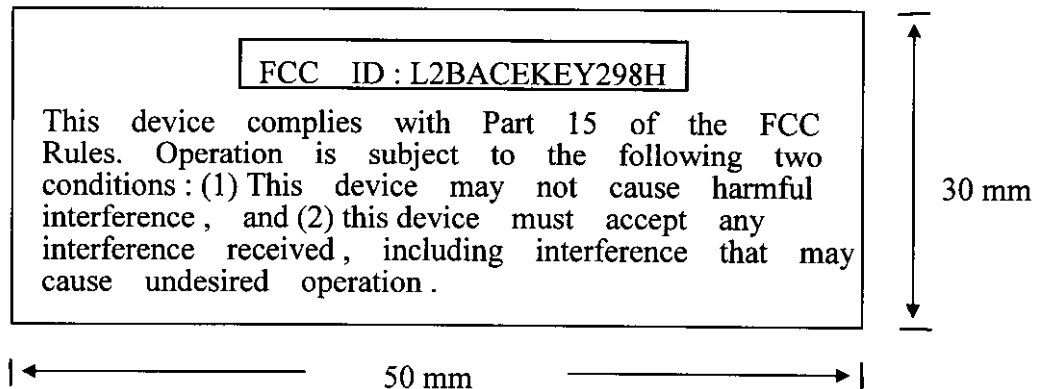 FCC ID : L2BACEKEY298H
This device complies with Part 15 of the FCC
Rules. Operation is subject to the following two
conditions : (1) This device may not cause harmful
interference , and (2) this device must accept any
interference received , including interference that may
cause undesired operation .
30 mm
50 mm